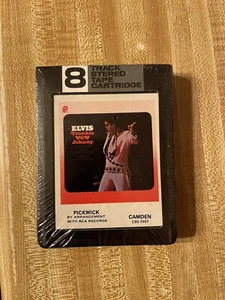 8
TRACK
STEREO
TAPE
CARTRIDGE
ELVIS
Frankie
and
Johnny
PICKWICK
BY ARRANGEMENT
WITH RCA RECORDS
CAMDEN